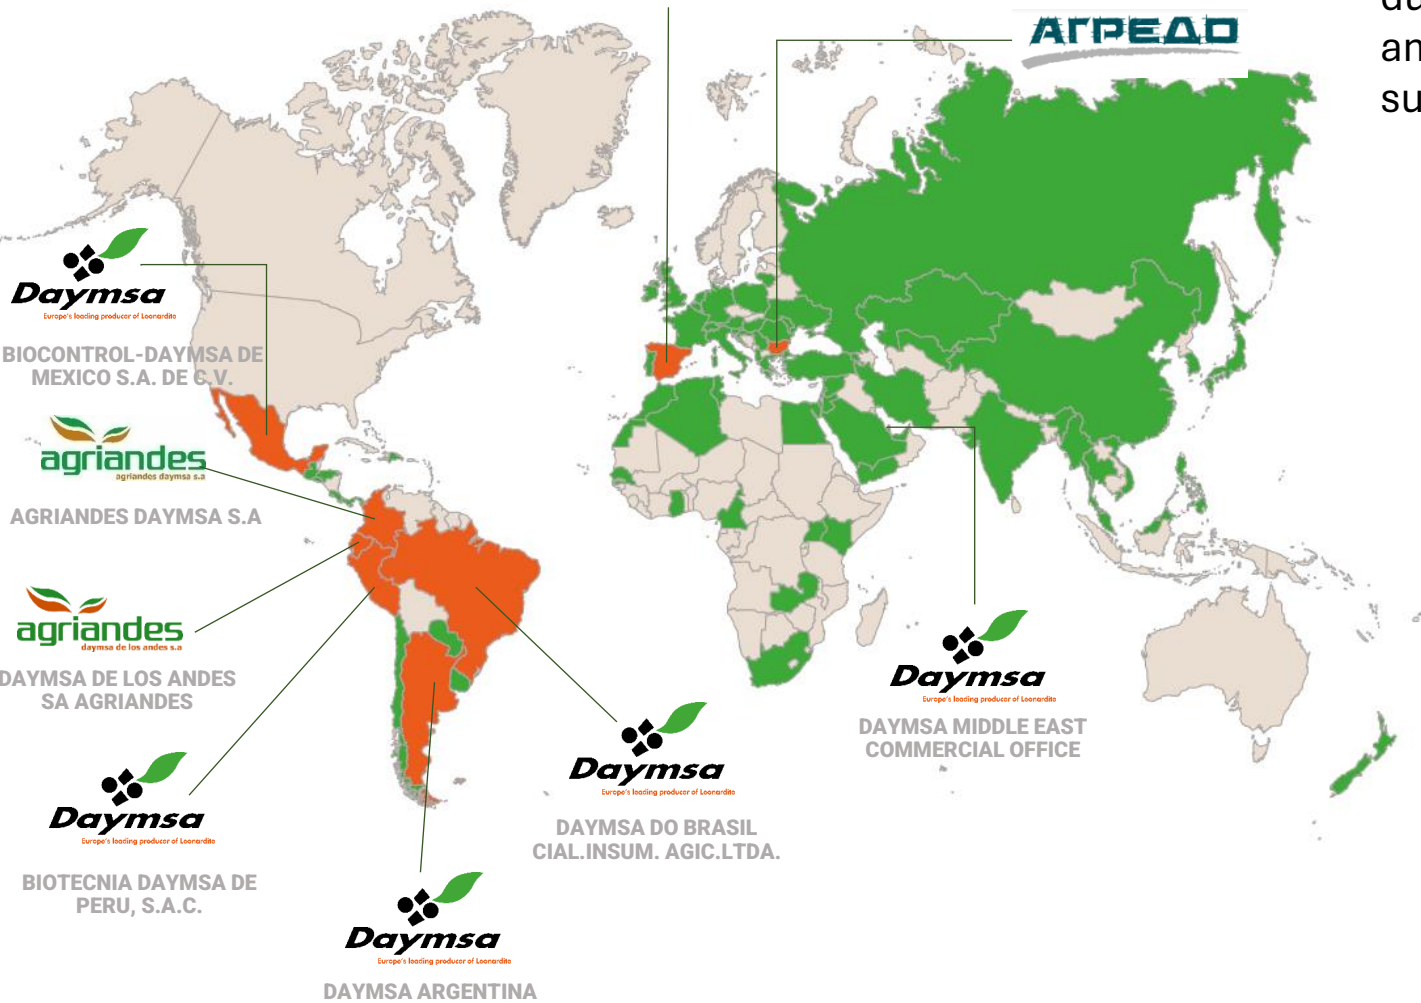 АГРЕДО
du
an
su
Daymsa
Europe's leading producer of Leonardite
BIOCONTROL-DAYMSA DE
MEXICO S.A. DE C.V.
agriandes
agriandes daymsa s.a
AGRIANDES DAYMSA S.A
agriandes
daymsa de los andes s.a
DAYMSA DE LOS ANDES
SA AGRIANDES
Daymsa
Europe's leading producer of Leonardite
DAYMSA MIDDLE EAST
COMMERCIAL OFFICE
Daymsa
Europe's leading producer of Leonardite
DAYMSA DO BRASIL
CIAL.INSUM. AGIC.LTDA.
Daymsa
Europe's leading producer of Leonardite
BIOTECNIA DAYMSA DE
PERU, S.A.C.
Daymsa
Europe's leading producer of Leonardite
DAYMSA ARGENTINA